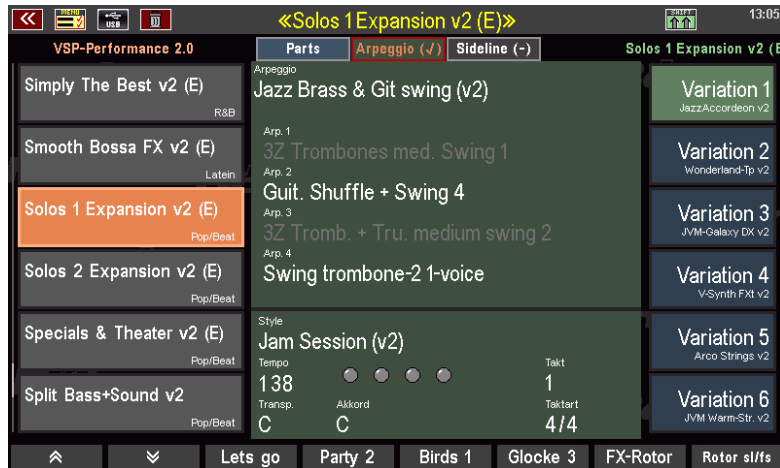 MENU
USB
«Solos 1 Expansion v2 (E)»
SHIFT
13:05
VSP-Performance 2.0
Parts
Arpeggio (√)
Sideline (-)
Solos 1 Expansion v2 (E
Simply The Best v2 (E)
R&B
Smooth Bossa FX v2 (E)
Latein
Solos 1 Expansion v2 (E)
Pop/Beat
Solos 2 Expansion v2 (E)
Pop/Beat
Specials & Theater v2 (E)
Pop/Beat
Split Bass+Sound v2
Pop/Beat
Arpeggio
Jazz Brass & Git swing (v2)
Arp. 1
3Z Trombones med. Swing 1
Arp. 2
Guit. Shuffle + Swing 4
Arp. 3
3Z Tromb. + Tru. medium swing 2
Arp. 4
Swing trombone-2 1-voice
Style
Jam Session (v2)
Tempo
138
Takt
1
Transp.
C
Akkord
C
Taktart
4/4
Variation 1
JazzAccordeon v2
Variation 2
Wonderland-Tp v2
Variation 3
JVM-Galaxy DX v2
Variation 4
V-Synth FXt v2
Variation 5
Arco Strings v2
Variation 6
JVM Warm-Str. v2
Lets go
Party 2
Birds 1
Glocke 3
FX-Rotor
Rotor sl/fs